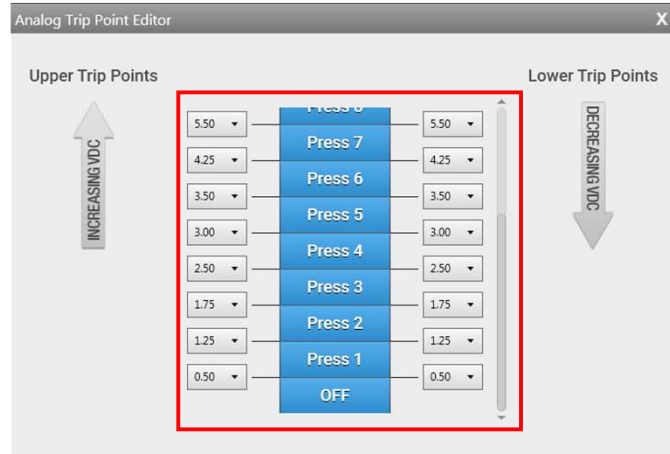 Analog Trip Point Editor X
Upper Trip Points
Lower Trip Points
INCREASING VDC
DECREASING VDC
5.50 5.50
Press 7
4.25 4.25
Press 6
3.50 3.50
Press 5
3.00 3.00
Press 4
2.50 2.50
Press 3
1.75 1.75
Press 2
1.25 1.25
Press 1
0.50 0.50
OFF